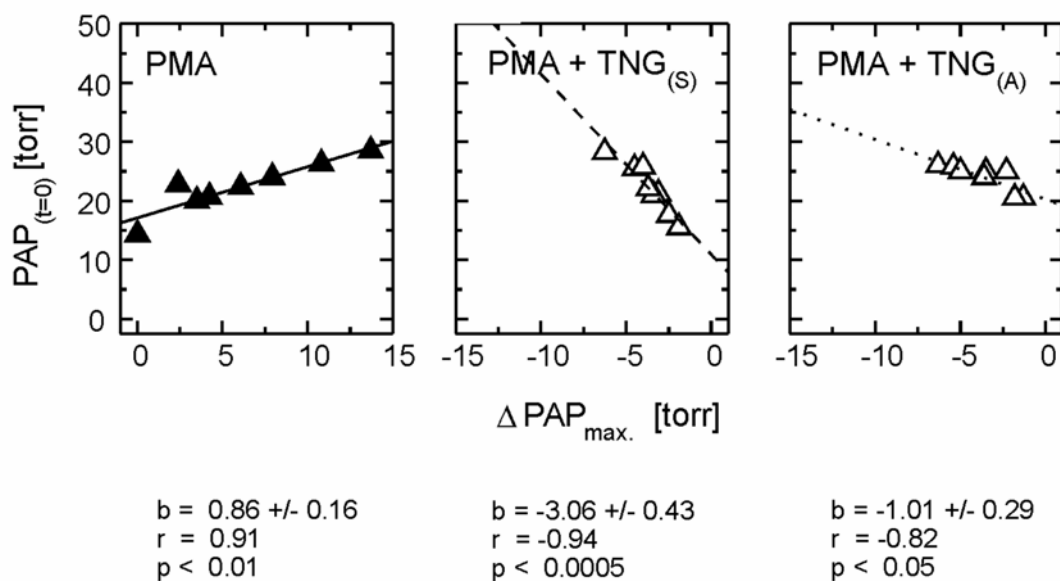 50
40
30
20
10
0
PAP(t=0) [torr]
PMA
PMA + TNG(S)
PMA + TNG(A)
0 5 10 15
-15 -10 -5 0
-15 -10 -5 0
Δ PAPmax. [torr]
b = 0.86 +/- 0.16
r = 0.91
p < 0.01
b = -3.06 +/- 0.43
r = -0.94
p < 0.0005
b = -1.01 +/- 0.29
r = -0.82
p < 0.05